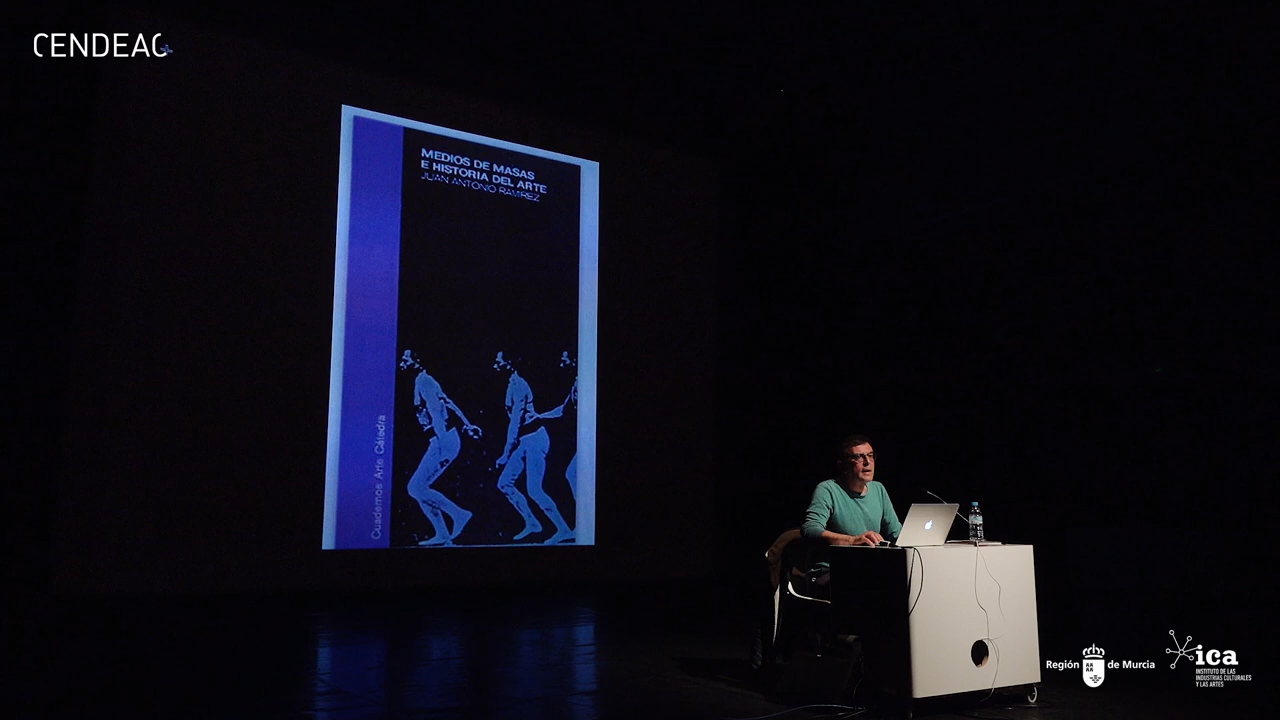 CENDEAC
MEDIOS DE MASAS
E HISTORIA DEL ARTE
JUAN ANTONIO RAMIREZ
Cuadernos Arte Cátedra
Región de Murcia
ica
INSTITUTO DE LAS
INDUSTRIAS CULTURALES
Y LAS ARTES